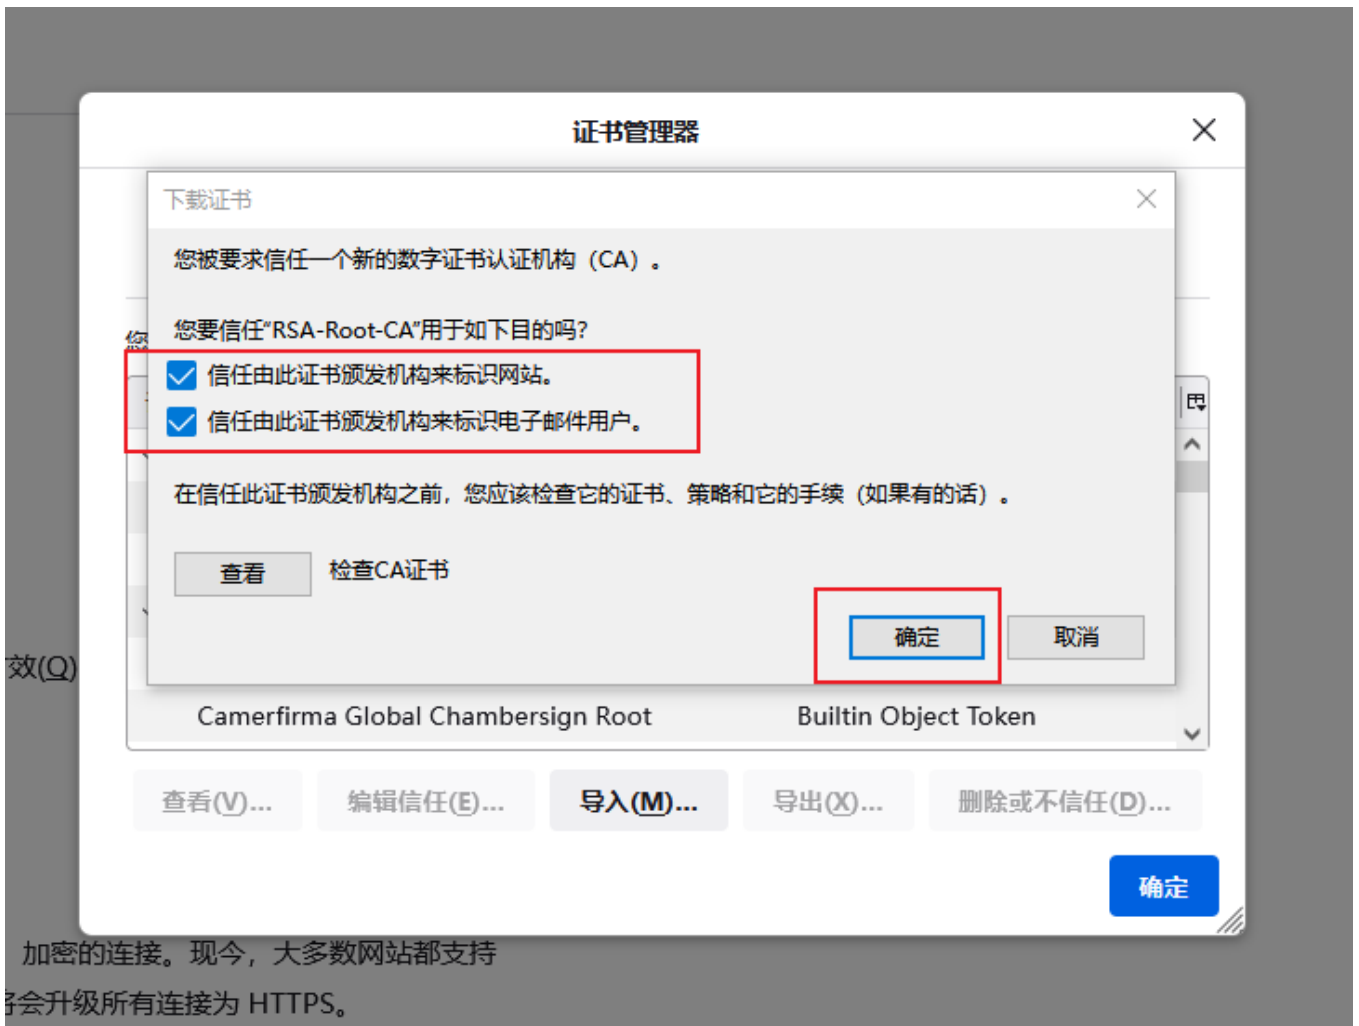 证书管理器
下载证书
您被要求信任一个新的数字证书认证机构（CA）。
您要信任“RSA-Root-CA”用于如下目的吗?
您
信任由此证书颁发机构来标识网站。
信任由此证书颁发机构来标识电子邮件用户。
在信任此证书颁发机构之前，您应该检查它的证书、策略和它的手续（如果有的话）。
查看 检查CA证书
确定 取消
效(Q)
Camerfirma Global Chambersign Root Builtin Object Token
查看(V)... 编辑信任(E)... 导入(M)... 导出(X)... 删除或不信任(D)...
确定
加密的连接。现今，大多数网站都支持
会升级所有连接为 HTTPS。